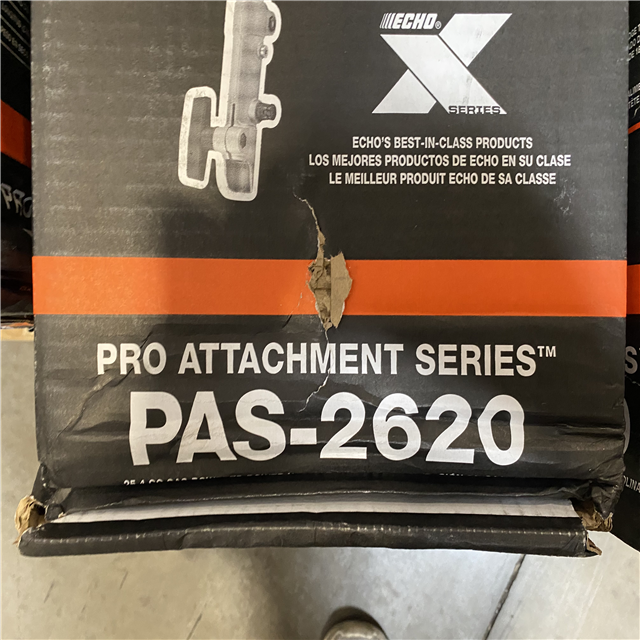 ECHO
X
SERIES
ECHO'S BEST-IN-CLASS PRODUCTS
LOS MEJORES PRODUCTOS DE ECHO EN SU CLASE
LE MEILLEUR PRODUIT ECHO DE SA CLASSE
PRO ATTACHMENT SERIES™
PAS-2620